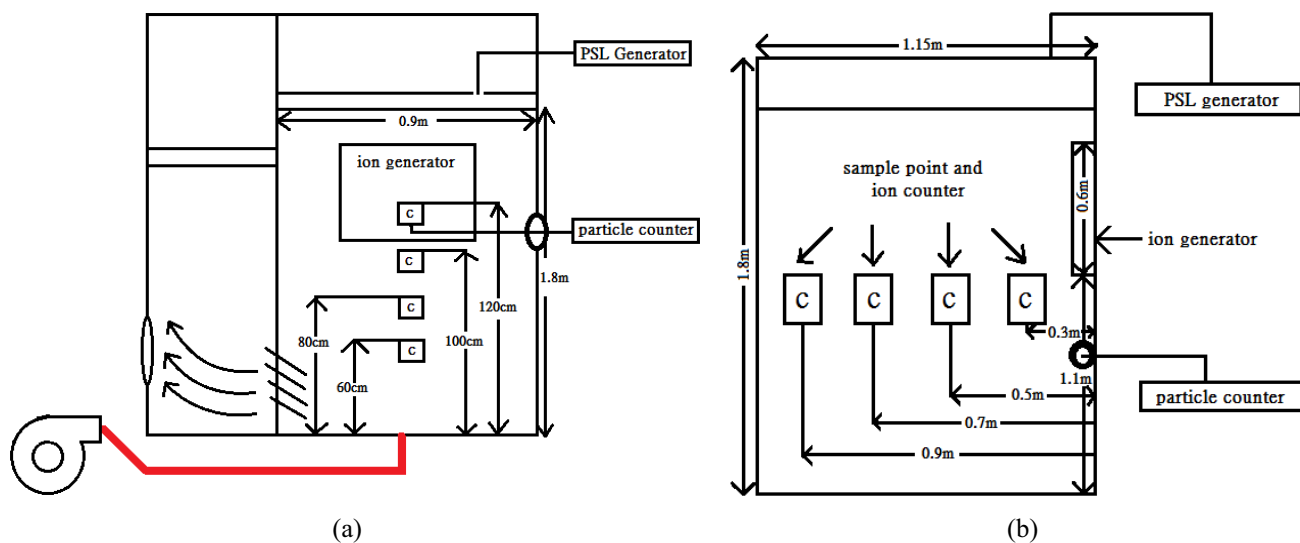 PSL Generator
0.9m
ion generator
C
particle counter
C
1.8m
120cm
C
80cm
100cm
C
60cm
(a)
1.15m
PSL generator
sample point and
ion counter
0.6m
ion generator
1.8m
C
C
C
C
0.3m
1.1m
0.5m
particle counter
0.7m
0.9m
(b)